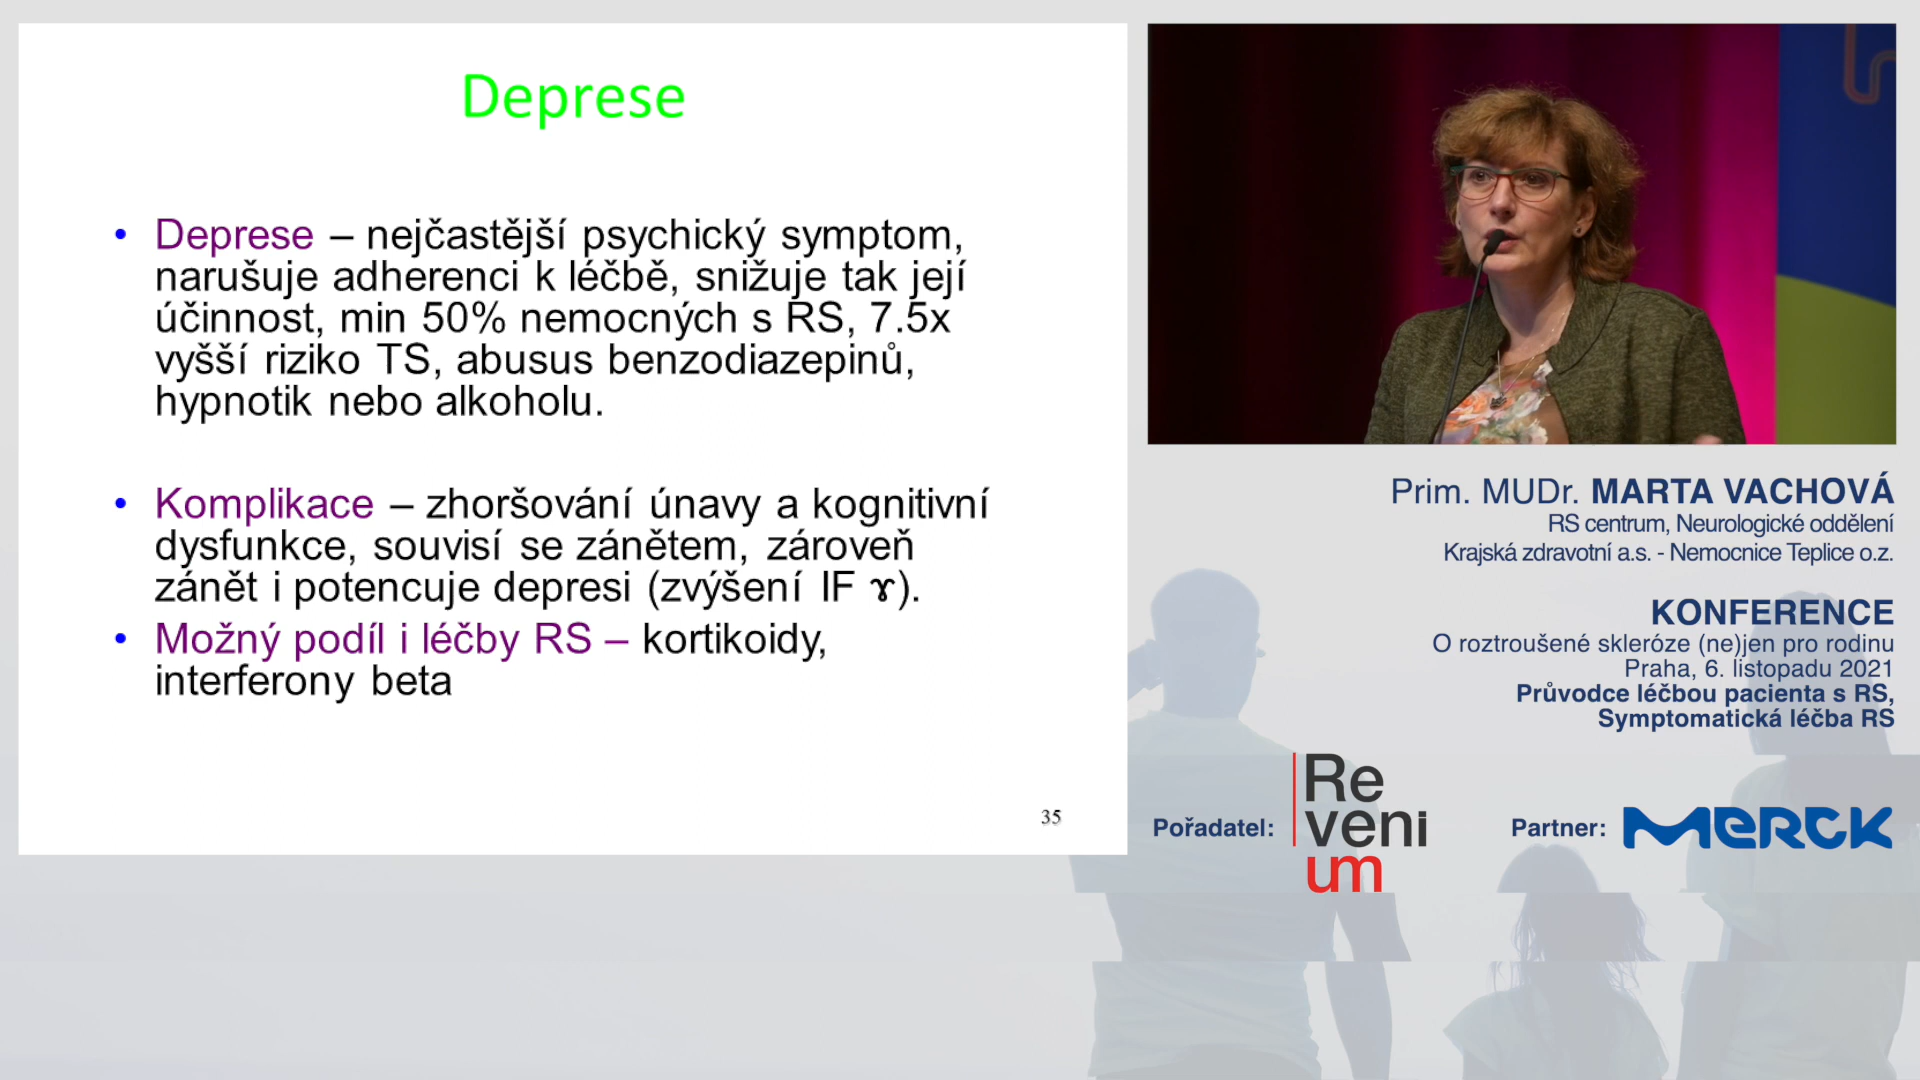 Deprese
• Deprese – nejčastější psychický symptom,
narušuje adherenci k léčbě, snižuje tak její
účinnost, min 50% nemocných s RS, 7.5x
vyšší riziko TS, abusus benzodiazepinů,
hypnotik nebo alkoholu.
• Komplikace – zhoršování únavy a kognitivní
dysfunkce, souvisí se zánětem, zároveň
zánět i potencuje depresi (zvýšení IF ɤ).
• Možný podíl i léčby RS – kortikoidy,
interferony beta
35
Prim. MUDr. MARTA VACHOVÁ
RS centrum, Neurologické oddělení
Krajská zdravotní a.s. - Nemocnice Teplice o.z.
KONFERENCE
O roztroušené skleróze (ne)jen pro rodinu
Praha, 6. listopadu 2021
Průvodce léčbou pacienta s RS,
Symptomatická léčba RS
Pořadatel:
Re
veni
um
Partner:
MERCK